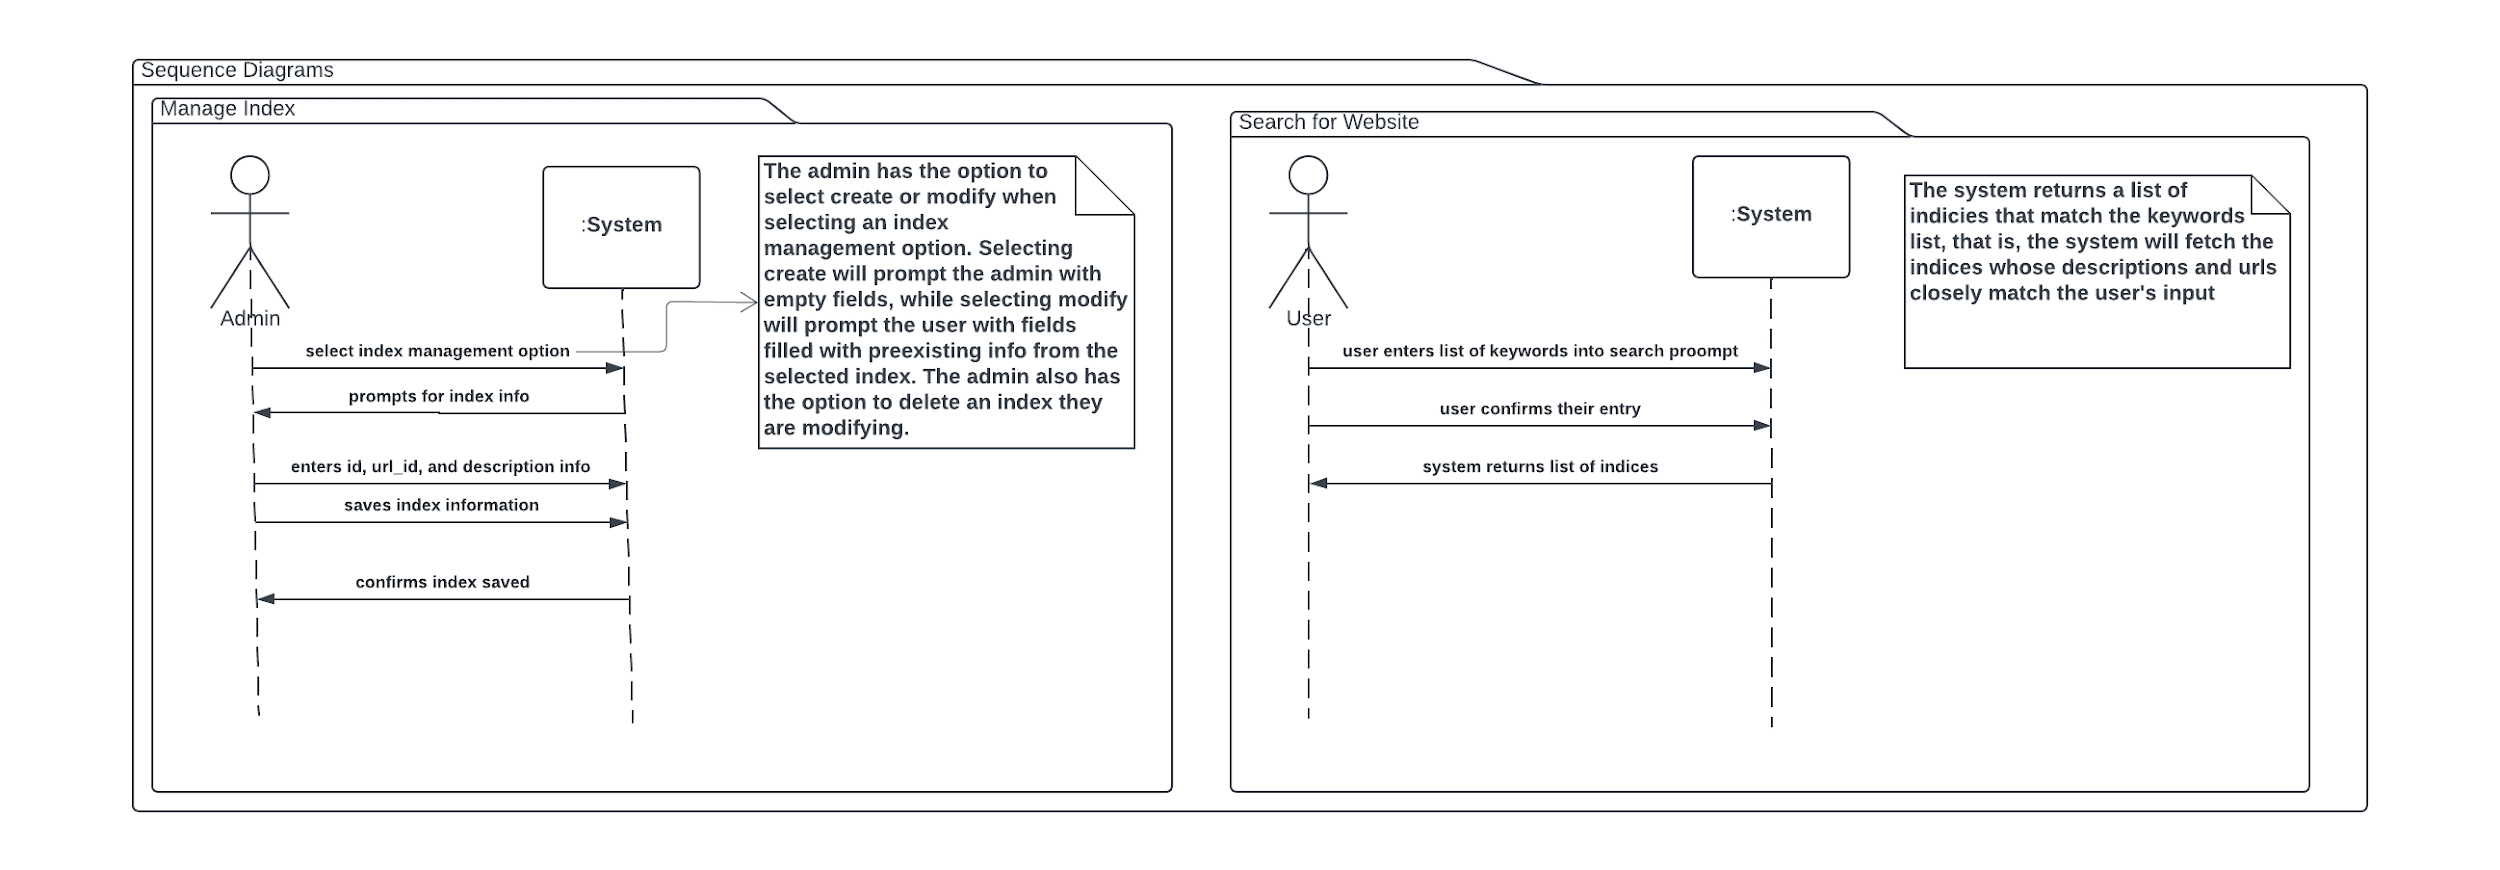 Sequence Diagrams
Manage Index
Admin
:System
The admin has the option to
select create or modify when
selecting an index
management option. Selecting
create will prompt the admin with
empty fields, while selecting modify
will prompt the user with fields
filled with preexisting info from the
selected index. The admin also has
the option to delete an index they
are modifying.
select index management option
prompts for index info
enters id, url_id, and description info
saves index information
confirms index saved
Search for Website
User
:System
The system returns a list of
indicies that match the keywords
list, that is, the system will fetch the
indices whose descriptions and urls
closely match the user's input
user enters list of keywords into search proompt
user confirms their entry
system returns list of indices